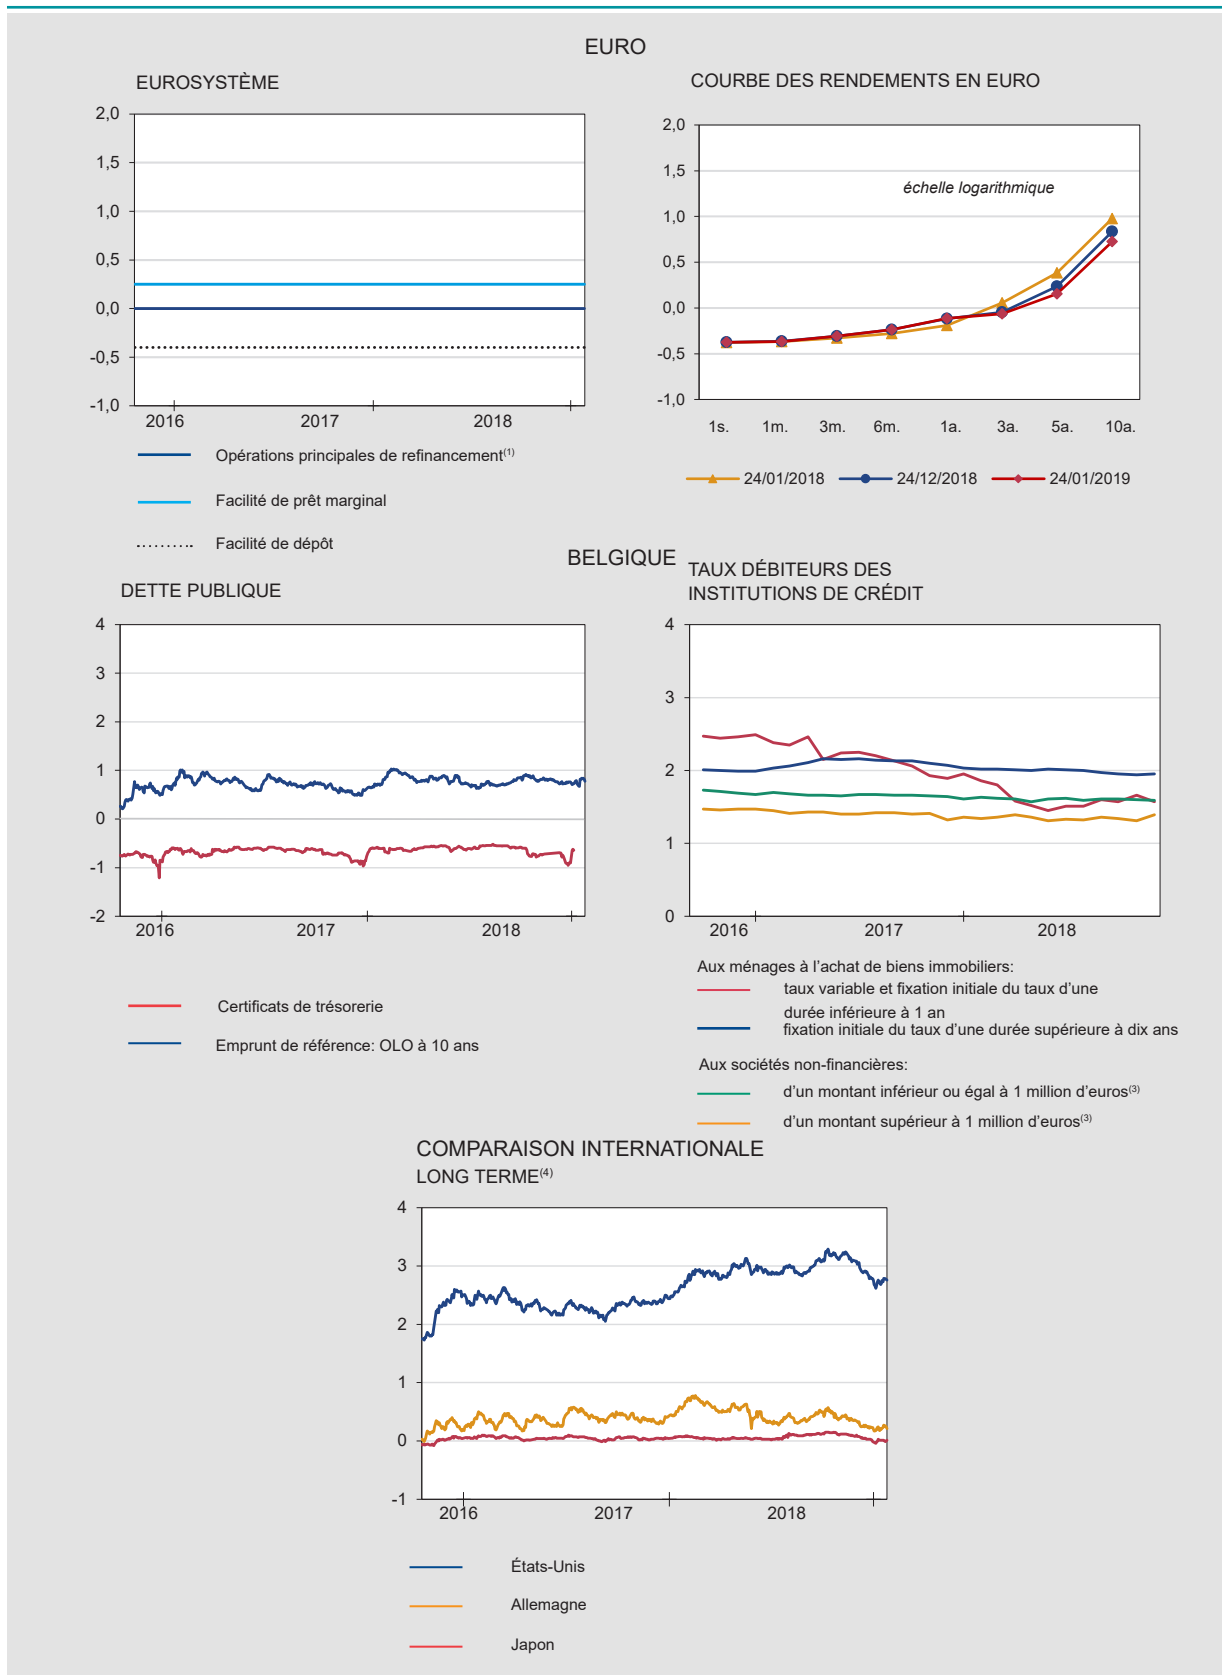 EURO
EUROSYSTÈME
2,0
1,5
1,0
0,5
0,0
-0,5
-1,0
2016 2017 2018
Opérations principales de refinancement(1)
Facilité de prêt marginal
Facilité de dépôt
COURBE DES RENDEMENTS EN EURO
2,0
1,5
1,0
0,5
0,0
-0,5
-1,0
échelle logarithmique
1s. 1m. 3m. 6m. 1a. 3a. 5a. 10a.
24/01/2018 24/12/2018 24/01/2019
BELGIQUE
DETTE PUBLIQUE
4
3
2
1
0
-1
-2
2016 2017 2018
Certificats de trésorerie
Emprunt de référence: OLO à 10 ans
TAUX DÉBITEURS DES
INSTITUTIONS DE CRÉDIT
4
3
2
1
0
2016 2017 2018
Aux ménages à l’achat de biens immobiliers:
taux variable et fixation initiale du taux d’une
durée inférieure à 1 an
fixation initiale du taux d’une durée supérieure à dix ans
Aux sociétés non-financières:
d’un montant inférieur ou égal à 1 million d’euros(3)
d’un montant supérieur à 1 million d’euros(3)
COMPARAISON INTERNATIONALE
LONG TERME(4)
4
3
2
1
0
-1
2016 2017 2018
États-Unis
Allemagne
Japon